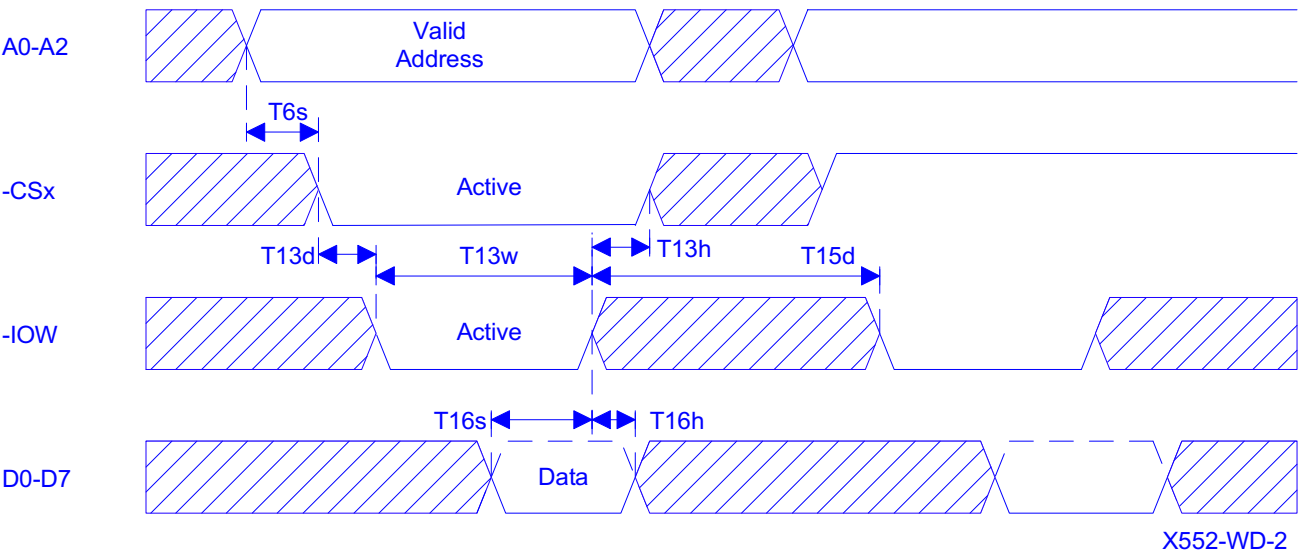 A0-A2
Valid
Address
T6s
-CSx
Active
T13d
T13w
T13h
T15d
-IOW
Active
T16s
T16h
D0-D7
Data
X552-WD-2